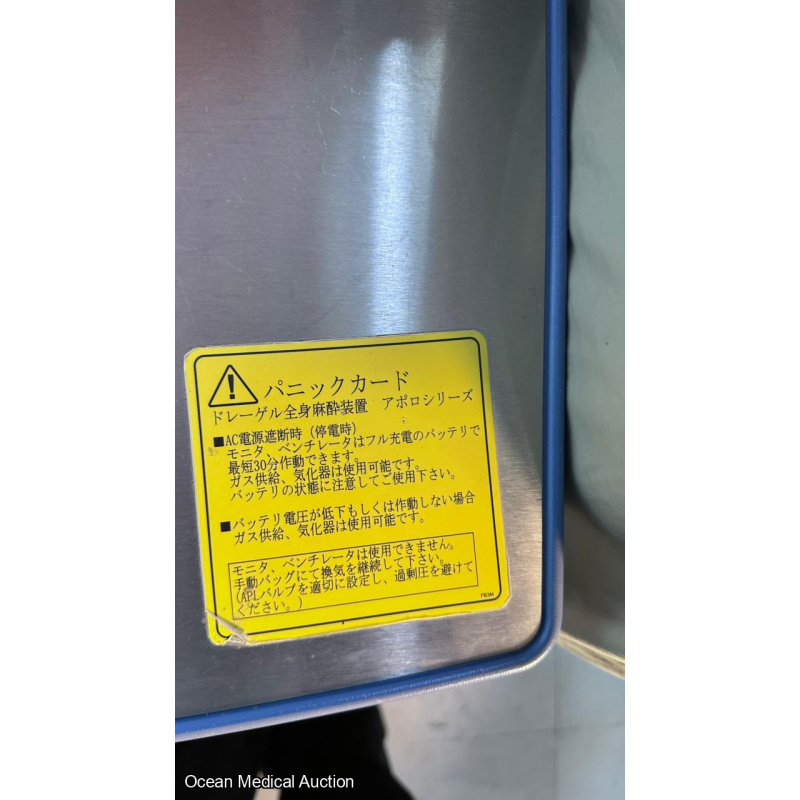 パニックカード
ドレーゲル全身麻酔装置 アポロシリーズ
■AC電源遮断時（停電時）
モニタ、ベンチレータはフル充電のバッテリで
最短30分作動できます。
ガス供給、気化器は使用可能です。
バッテリの状態に注意してご使用下さい。
■バッテリ電圧が低下もしくは作動しない場合
ガス供給、気化器は使用可能です。
モニタ、ベンチレータは使用できません。
手動バッグにて換気を継続して下さい。
（APLバルブを適切に設定し、過剰圧を避けて
ください。）
FB3M
Ocean Medical Auction